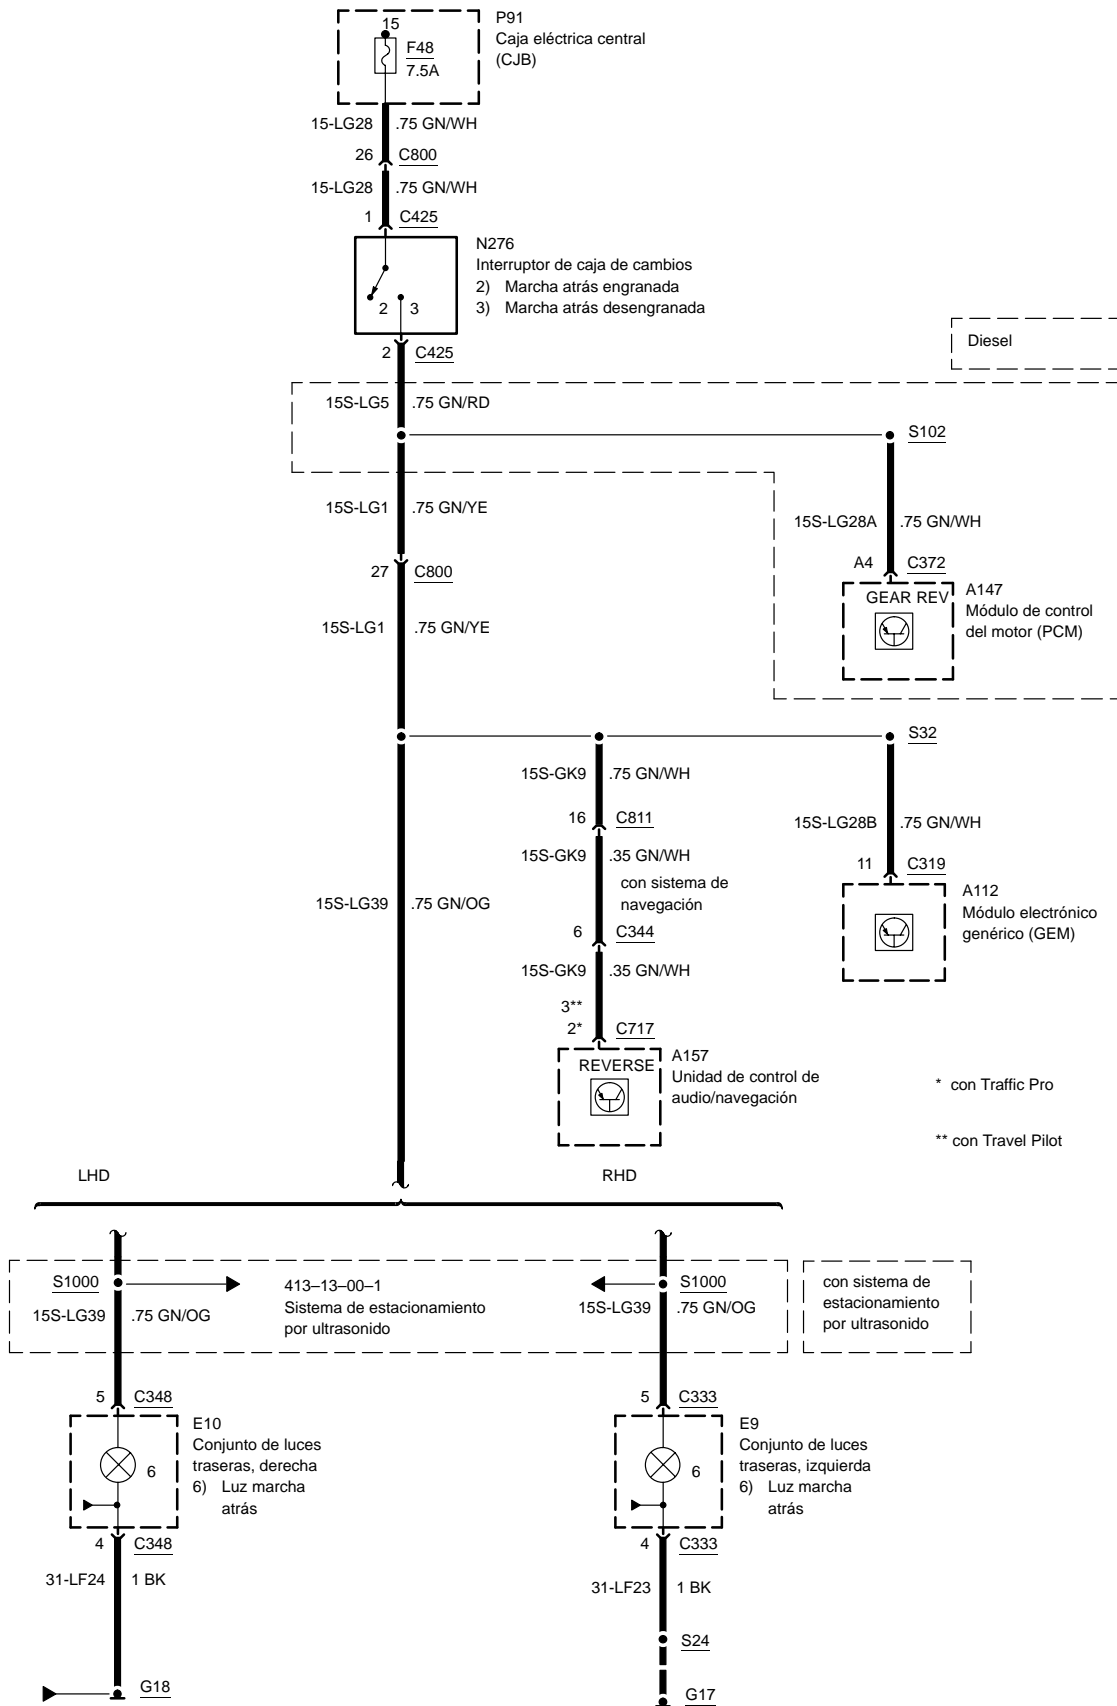 15
F48
7.5A
P91
Caja eléctrica central
(CJB)
15-LG28 .75 GN/WH
26 C800
15-LG28 .75 GN/WH
1 C425
N276
Interruptor de caja de cambios
2) Marcha atrás engranada
3) Marcha atrás desengranada
2 3
2 C425
Diesel
15S-LG5 .75 GN/RD
S102
15S-LG1 .75 GN/YE
15S-LG28A .75 GN/WH
27 C800
A4 C372
GEAR REV
A147
Módulo de control
del motor (PCM)
15S-LG1 .75 GN/YE
S32
15S-GK9 .75 GN/WH
16 C811
15S-LG28B .75 GN/WH
15S-GK9 .35 GN/WH
11 C319
con sistema de
navegación
15S-LG39 .75 GN/OG
A112
Módulo electrónico
genérico (GEM)
6 C344
15S-GK9 .35 GN/WH
3**
2* C717
REVERSE
A157
Unidad de control de
audio/navegación
* con Traffic Pro
** con Travel Pilot
LHD
RHD
S1000
15S-LG39 .75 GN/OG
413–13–00–1
Sistema de estacionamiento
por ultrasonido
S1000
15S-LG39 .75 GN/OG
con sistema de
estacionamiento
por ultrasonido
5 C348
E10
Conjunto de luces
traseras, derecha
6) Luz marcha
atrás
6
4 C348
31-LF24 1 BK
G18
5 C333
E9
Conjunto de luces
traseras, izquierda
6) Luz marcha
atrás
6
4 C333
31-LF23 1 BK
S24
G17